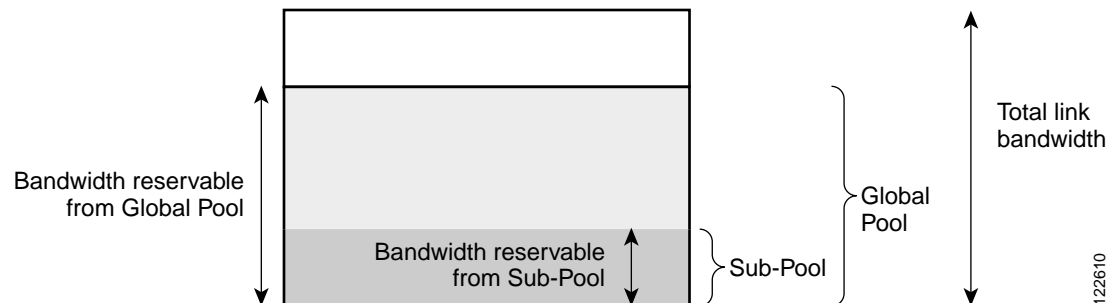 Total link
bandwidth
Bandwidth reservable
from Global Pool
Global
Pool
Bandwidth reservable
from Sub-Pool
Sub-Pool
122610